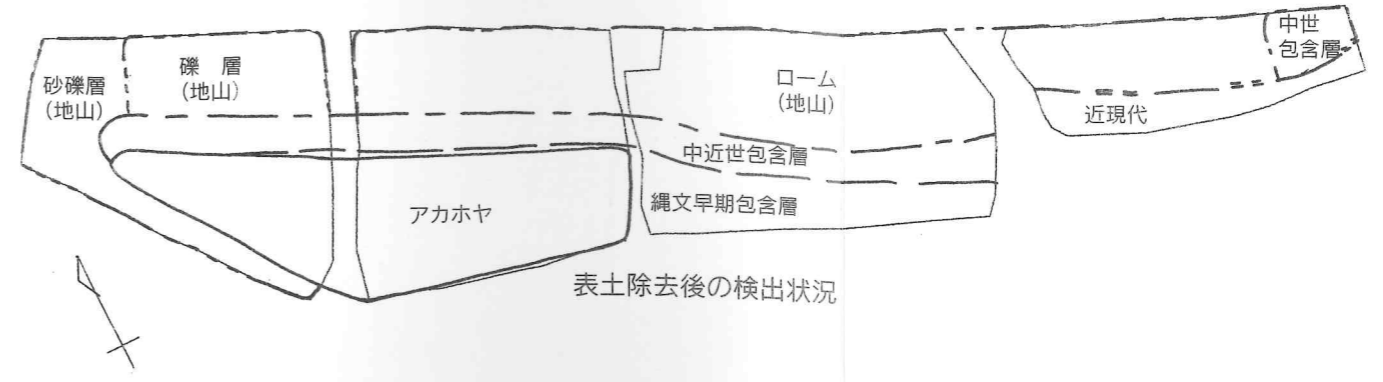 砂礫層
(地山)
礫 層
(地山)
アカホヤ
ローム
(地山)
中近世包含層
縄文早期包含層
中世
包含層
近現代
表土除去後の検出状況